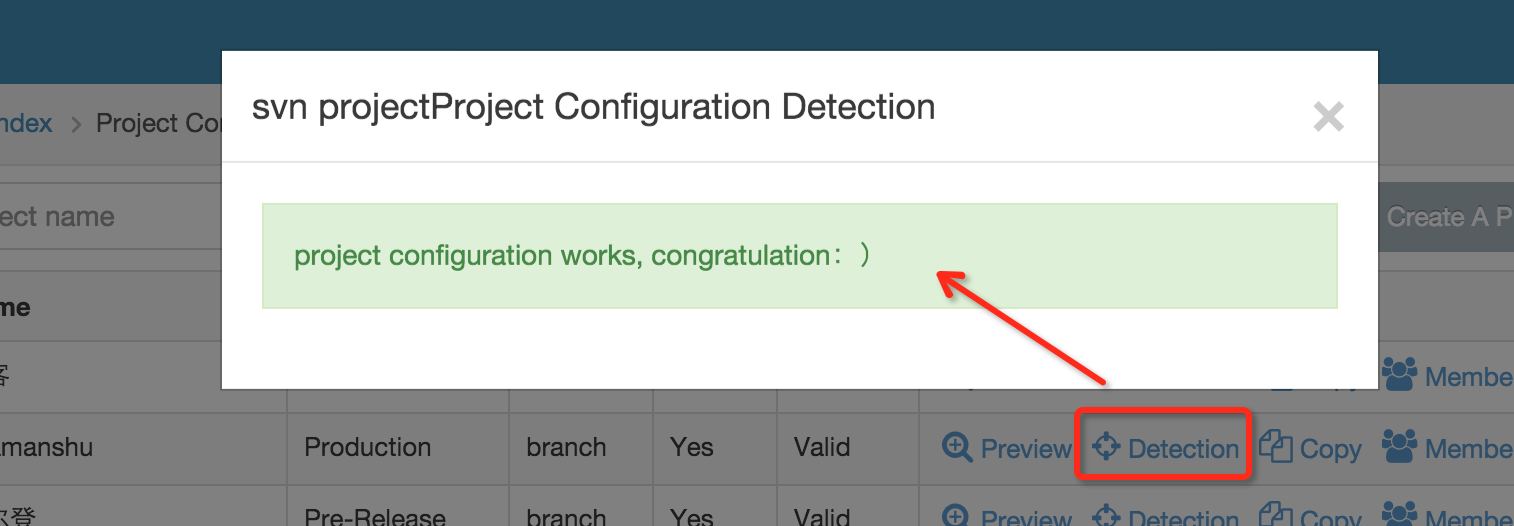 svn projectProject Configuration Detection
×
ndex > Project Co
ect name
Create A P
project configuration works, congratulation：）
me
客
Membe
manshu Production branch Yes Valid Preview Detection Copy Membe
登 Pre-Release branch Yes Valid Preview Detection Copy Membe